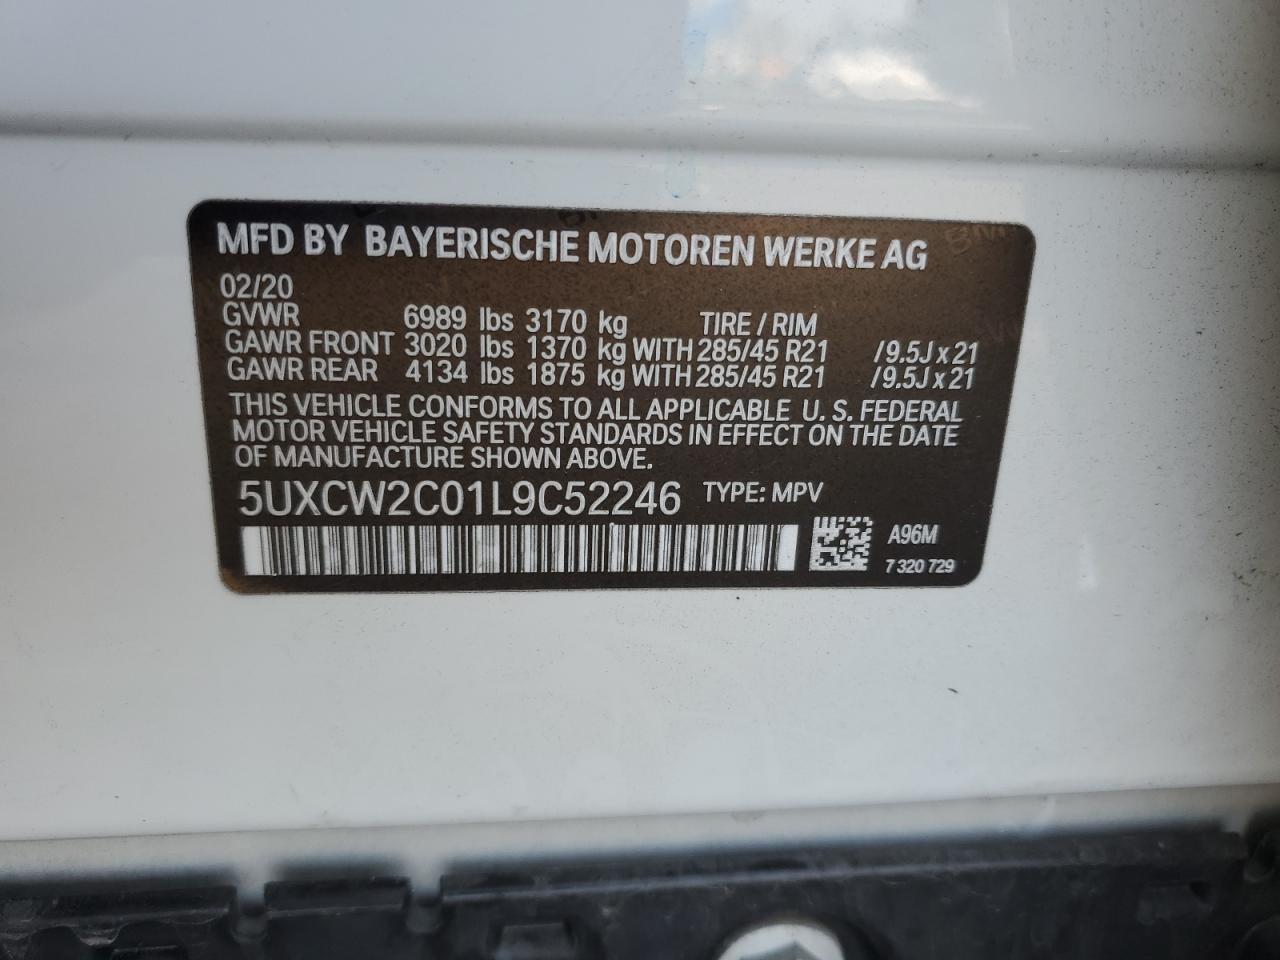 MFD BY BAYERISCHE MOTOREN WERKE AG
02/20
GVWR 6989 lbs 3170 kg TIRE / RIM
GAWR FRONT 3020 lbs 1370 kg WITH 285/45 R21 /9.5J x 21
GAWR REAR 4134 lbs 1875 kg WITH 285/45 R21 /9.5J x 21
THIS VEHICLE CONFORMS TO ALL APPLICABLE U. S. FEDERAL
MOTOR VEHICLE SAFETY STANDARDS IN EFFECT ON THE DATE
OF MANUFACTURE SHOWN ABOVE.
5UXCW2C01L9C52246 TYPE: MPV
A96M
7 320 729